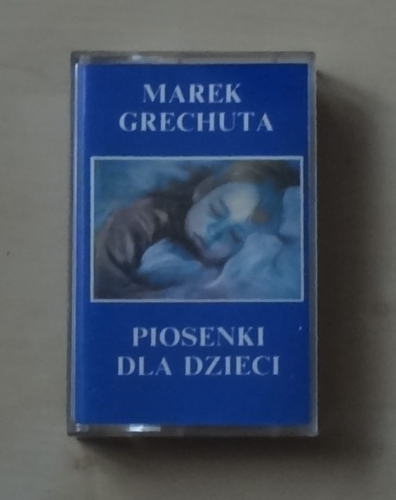 MAREK
GRECHUTA
PIOSENKI
DLA DZIECI